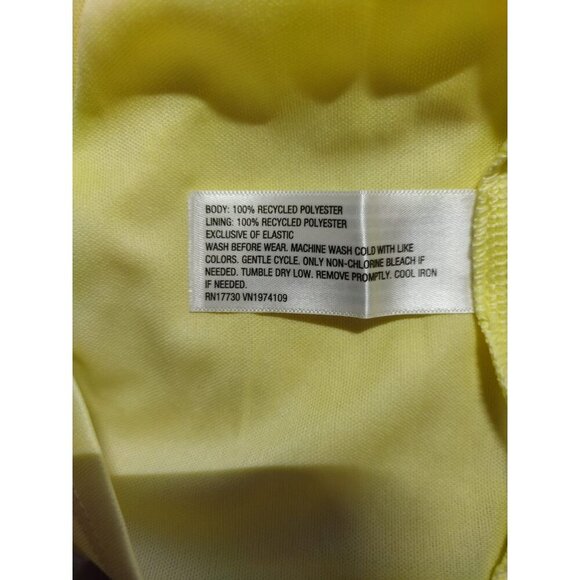 BODY: 100% RECYCLED POLYESTER
LINING: 100% RECYCLED POLYESTER
EXCLUSIVE OF ELASTIC
WASH BEFORE WEAR. MACHINE WASH COLD WITH LIKE
COLORS. GENTLE CYCLE. ONLY NON-CHLORINE BLEACH IF
NEEDED. TUMBLE DRY LOW. REMOVE PROMPTLY. COOL IRON
IF NEEDED.
RN17730 VN1974109